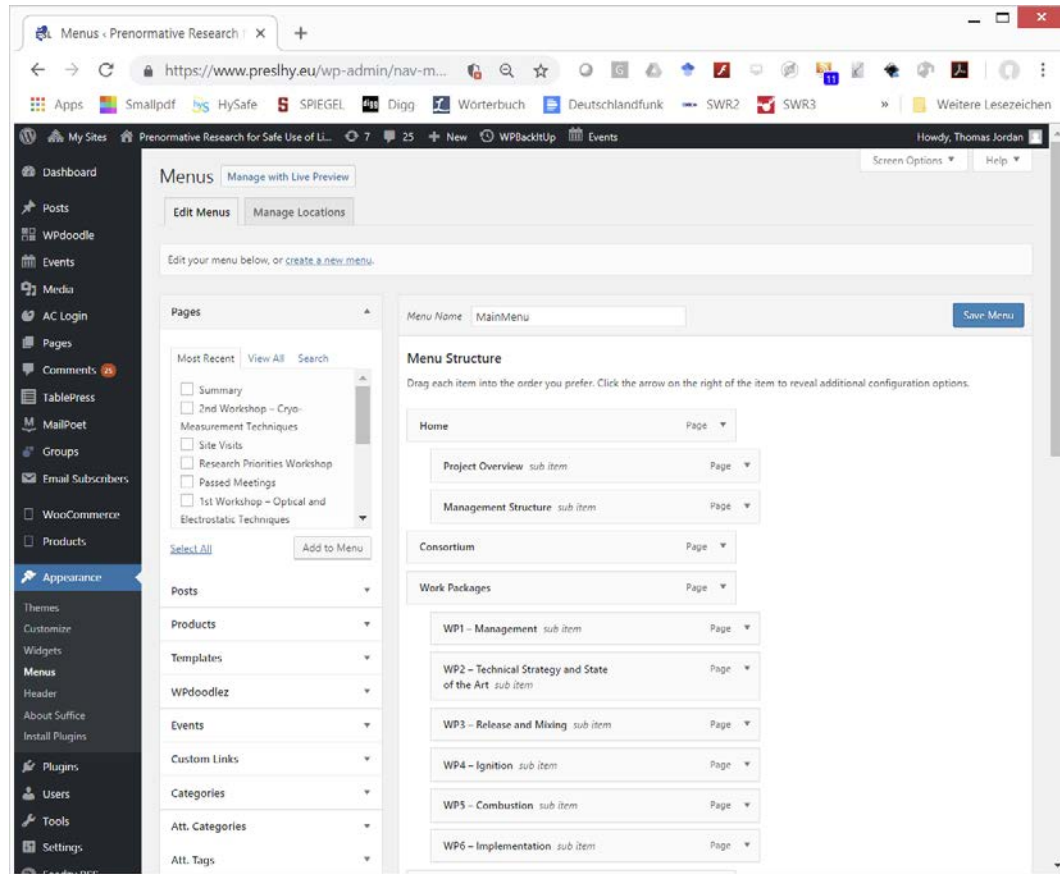 Menus ‹ Prenormative Research
https://www.preslhy.eu/wp-admin/nav-m...
11
Apps Smallpdf hys HySafe SPIEGEL digg Digg Wörterbuch Deutschlandfunk SWR2 SWR3 » Weitere Lesezeichen
My Sites Prenormative Research for Safe Use of Li... 7 25 + New WPBackItUp Events Howdy, Thomas Jordan
Screen Options ▼ Help ▼
Dashboard
Posts
WPdoodle
Events
Media
AC Login
Pages
Comments 25
TablePress
MailPoet
Groups
Email Subscribers
WooCommerce
Products
Appearance
Themes
Customize
Widgets
Menus
Header
About Suffice
Install Plugins
Plugins
Users
Tools
Settings
Menus Manage with Live Preview
Edit Menus Manage Locations
Edit your menu below, or create a new menu.
Pages
Most Recent View All Search
Summary
2nd Workshop – Cryo-
Measurement Techniques
Site Visits
Research Priorities Workshop
Passed Meetings
1st Workshop – Optical and
Electrostatic Techniques
Select All Add to Menu
Posts
Products
Templates
WPdoodlez
Events
Custom Links
Categories
Att. Categories
Att. Tags
Menu Name MainMenu Save Menu
Menu Structure
Drag each item into the order you prefer. Click the arrow on the right of the item to reveal additional configuration options.
Home Page
Project Overview sub item Page
Management Structure sub item Page
Consortium Page
Work Packages Page
WP1 – Management sub item Page
WP2 – Technical Strategy and State
of the Art sub item Page
WP3 – Release and Mixing sub item Page
WP4 – Ignition sub item Page
WP5 – Combustion sub item Page
WP6 – Implementation sub item Page